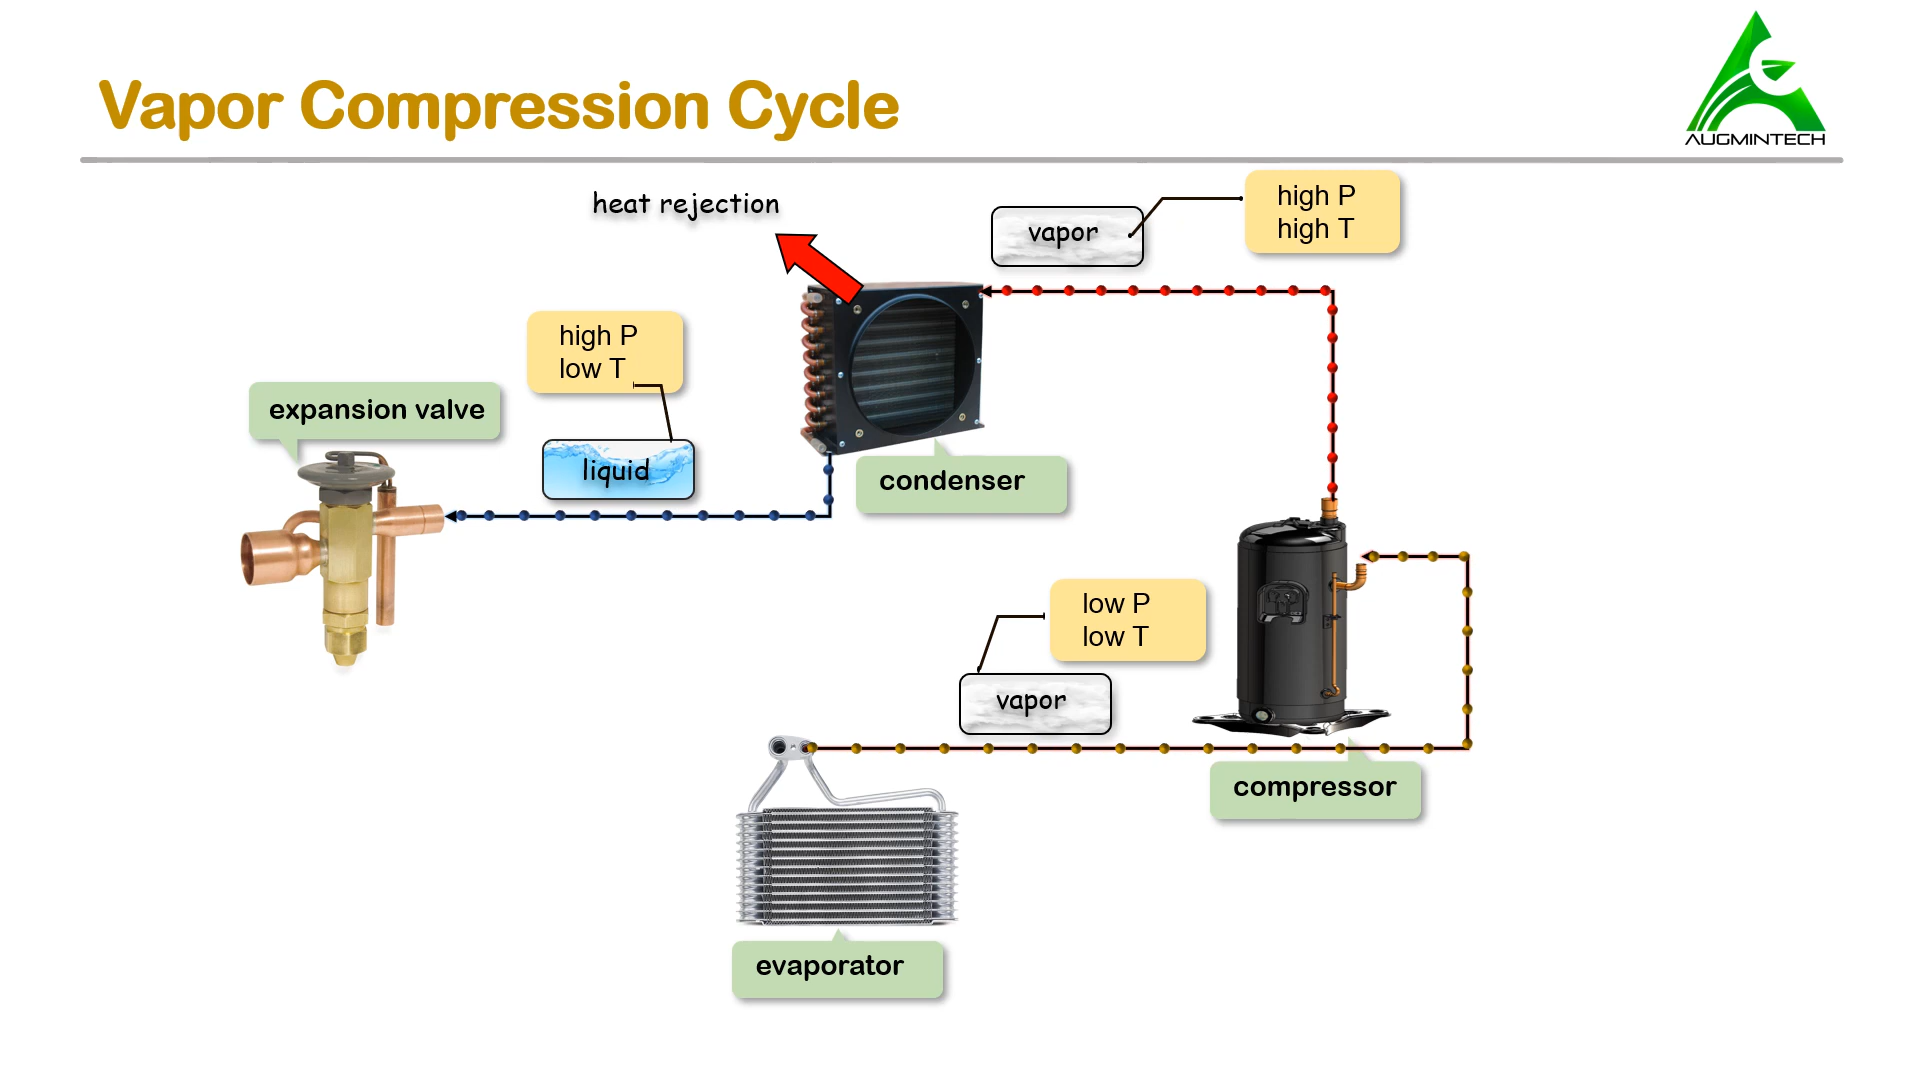 Vapor Compression Cycle
AUGMINTECH
heat rejection
vapor
high P
high T
high P
low T
expansion valve
liquid
condenser
low P
low T
vapor
compressor
evaporator